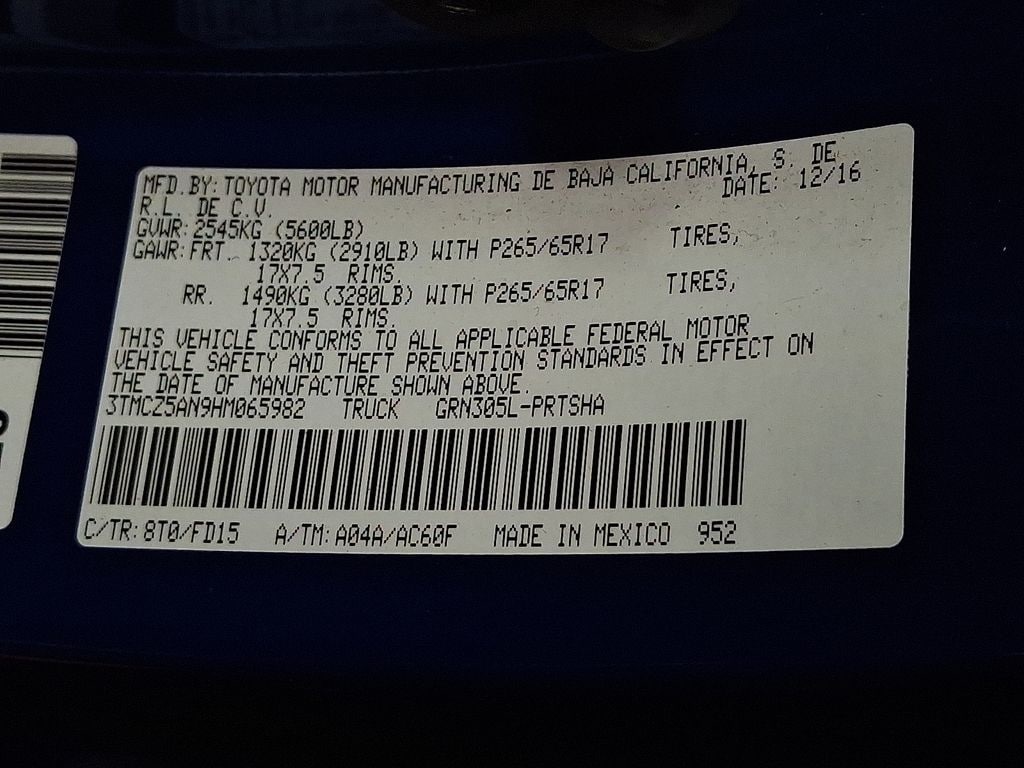 MFD.BY: TOYOTA MOTOR MANUFACTURING DE BAJA CALIFORNIA, S. DE
R.L. DE C.V. DATE: 12/16
GVWR: 2545KG (5600LB)
GAWR: FRT. 1320KG (2910LB) WITH P265/65R17 TIRES,
17X7.5 RIMS.
RR. 1490KG (3280LB) WITH P265/65R17 TIRES,
17X7.5 RIMS.
THIS VEHICLE CONFORMS TO ALL APPLICABLE FEDERAL MOTOR
VEHICLE SAFETY AND THEFT PREVENTION STANDARDS IN EFFECT ON
THE DATE OF MANUFACTURE SHOWN ABOVE.
3TMCZ5AN9HM065982 TRUCK GRN305L-PRTSHA
C/TR: 8T0/FD15 A/TM: A04A/AC60F MADE IN MEXICO 952